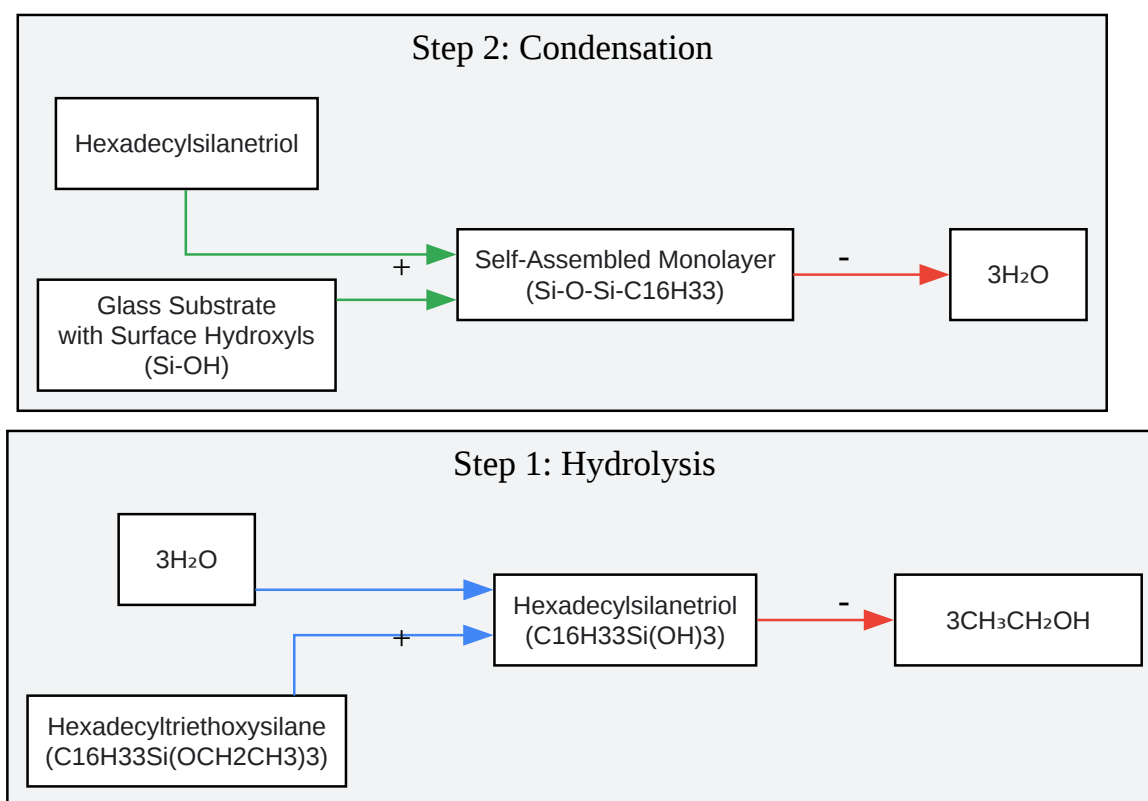 Step 2: Condensation
Hexadecylsilanetriol
+
Glass Substrate
with Surface Hydroxyls
(Si-OH)
Self-Assembled Monolayer
(Si-O-Si-C16H33)
-
3H₂O
Step 1: Hydrolysis
3H₂O
+
Hexadecyltriethoxysilane
(C16H33Si(OCH2CH3)3)
Hexadecylsilanetriol
(C16H33Si(OH)3)
-
3CH₃CH₂OH